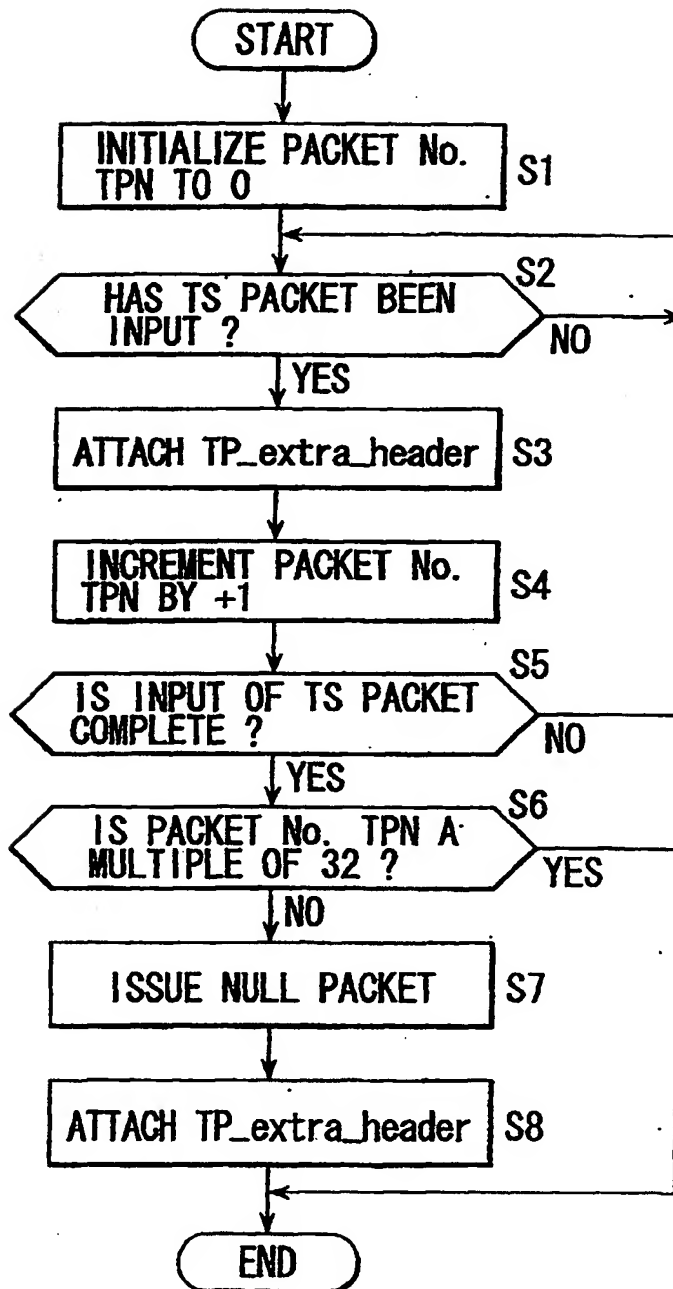 START
INITIALIZE PACKET No.
TPN TO 0
S1
S2
HAS TS PACKET BEEN
INPUT ?
NO
YES
ATTACH TP_extra_header
S3
INCREMENT PACKET No.
TPN BY +1
S4
S5
IS INPUT OF TS PACKET
COMPLETE ?
NO
YES
S6
IS PACKET No. TPN A
MULTIPLE OF 32 ?
YES
NO
ISSUE NULL PACKET
S7
ATTACH TP_extra_header
S8
END